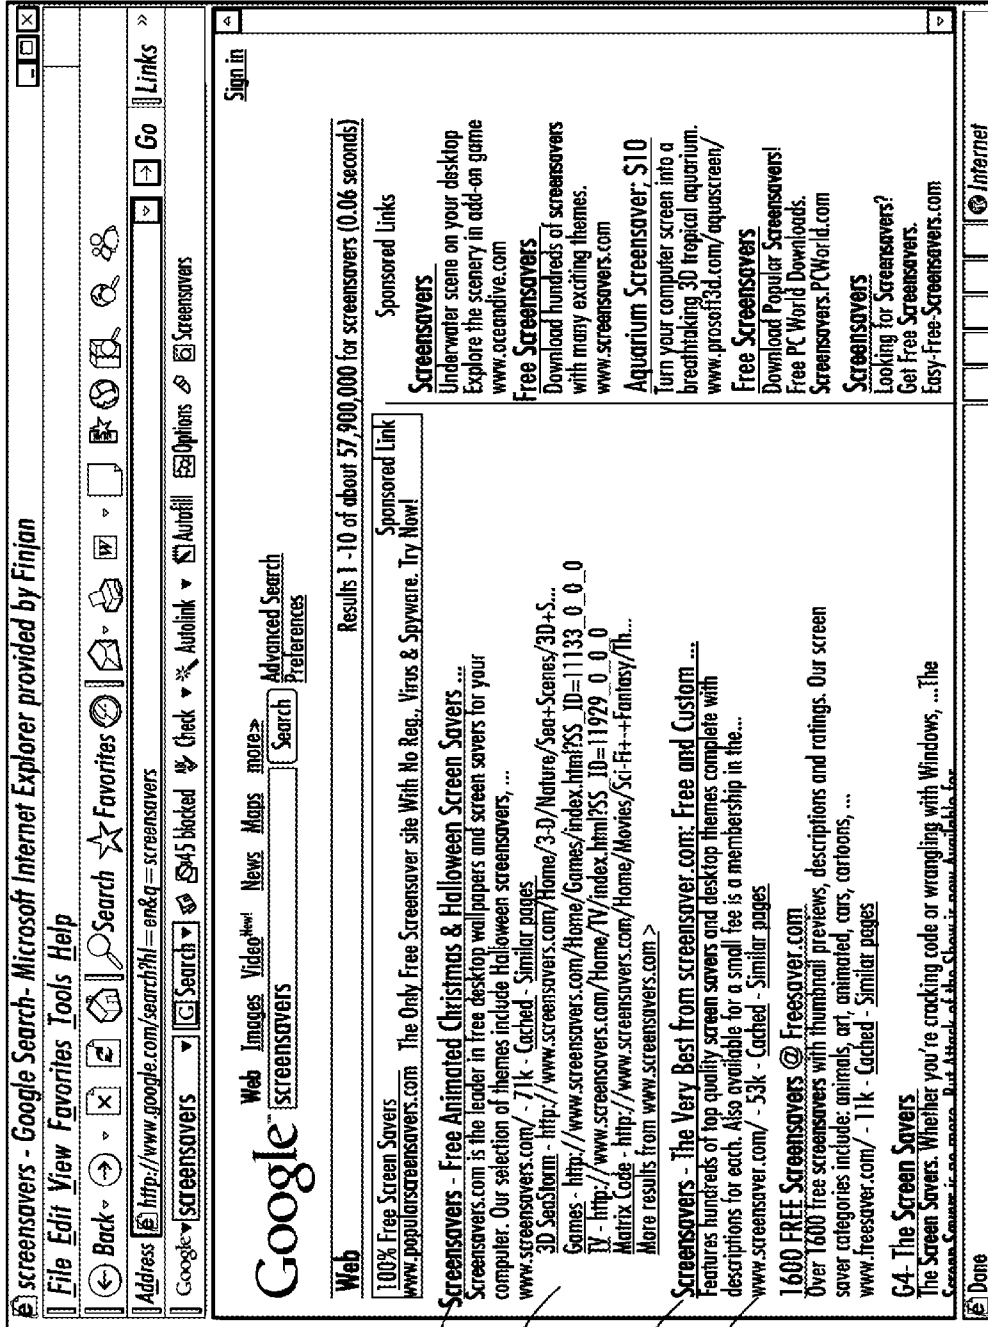 screensavers - Google Search- Microsoft Internet Explorer provided by Finjan
File Edit View Favorites Tools Help
Back Search Favorites
Address http://www.google.com/search?hl=en&q=screensavers Go Links »
Google screensavers G Search 45 blocked Check Autolink Autofill Options Screensavers
Sign in
Google
Web Images Video New! News Maps more»
screensavers Search
Advanced Search
Preferences
Web Results 1 -10 of about 57,900,000 for screensavers (0.06 seconds)
100% Free Screen Savers Sponsored Link
www.popularscreensavers.com The Only Free Screensaver site With No Reg., Virus & Spyware. Try Now!
Screensavers - Free Animated Christmas & Halloween Screen Savers ...
Screensavers.com is the leader in free desktop wallpapers and screen savers for your
computer. Our selection of themes include Halloween screensavers, ...
www.screensavers.com/ - 71k - Cached - Similar pages
3D SeaStorm - http://www.screensavers.com/Home/3-D/Nature/Sea+Scenes/3D+S...
Games - http://www.screensavers.com/Home/Games/index.html?SS_ID=11133_0_0_0
TV - http://www.screensavers.com/Home/TV/index.html?SS_ID=11929_0_0_0
Matrix Code - http://www.screensavers.com/Home/Movies/Sci-Fi+-+Fantasy/Th...
More results from www.screensavers.com >
Screensavers - The Very Best from screensaver.com: Free and Custom ...
Features hundreds of top quality screen savers and desktop themes complete with
descriptions for each. Also available for a small fee is a membership in the...
www.screensaver.com/ - 53k - Cached - Similar pages
1600 FREE Screensavers @ Freesaver.com
Over 1600 free screensavers with thumbnail previews, descriptions and ratings. Our screen
saver categories include: animals, art, animated, cars, cartoons, ...
www.freesaver.com/ - 11k - Cached - Similar pages
G4- The Screen Savers
The Screen Savers. Whether you're cracking code or wrangling with Windows, ...The
Screen Savers is no more. But Attack of the Show is now Available for
Sponsored Links
Screensavers
Underwater scene on your desktop
Explore the scenery in add-on game
www.oceandive.com
Free Screensavers
Download hundreds of screensavers
with many exciting themes.
www.screensavers.com
Aquarium Screensaver; $10
Turn your computer screen into a
breathtaking 3D tropical aquarium.
www.prosoft3d.com/aquascreen/
Free Screensavers
Download Popular Screensavers!
Free PC World Downloads.
Screensavers.PCWorld.com
Screensavers
Looking for Screensavers?
Get Free Screensavers.
Easy-Free-Screensavers.com
Done Internet